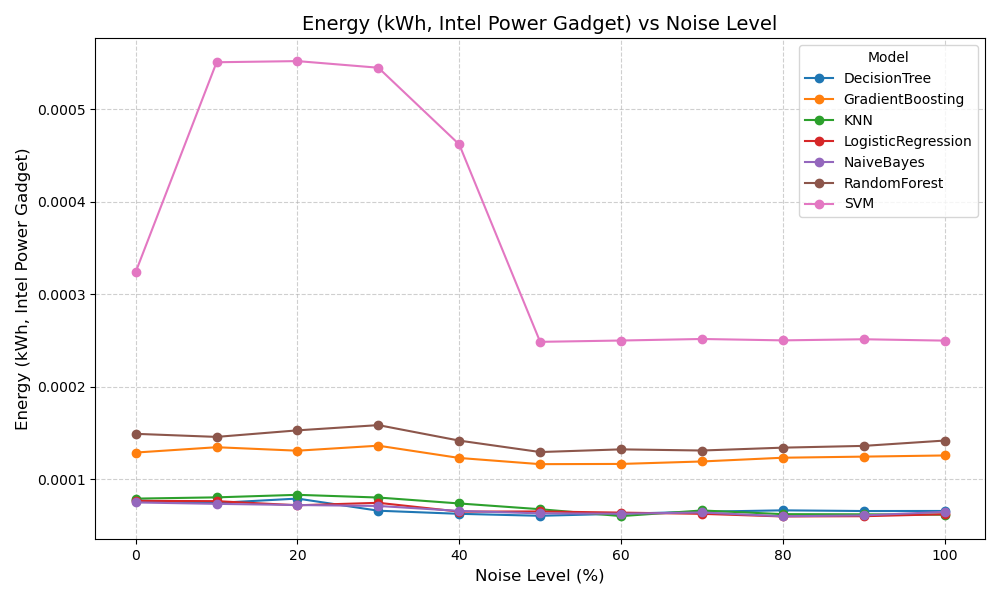 Energy (kWh, Intel Power Gadget) vs Noise Level
Energy (kWh, Intel Power Gadget)
0.0005
0.0004
0.0003
0.0002
0.0001
0 20 40 60 80 100
Noise Level (%)
Model
DecisionTree
GradientBoosting
KNN
LogisticRegression
NaiveBayes
RandomForest
SVM